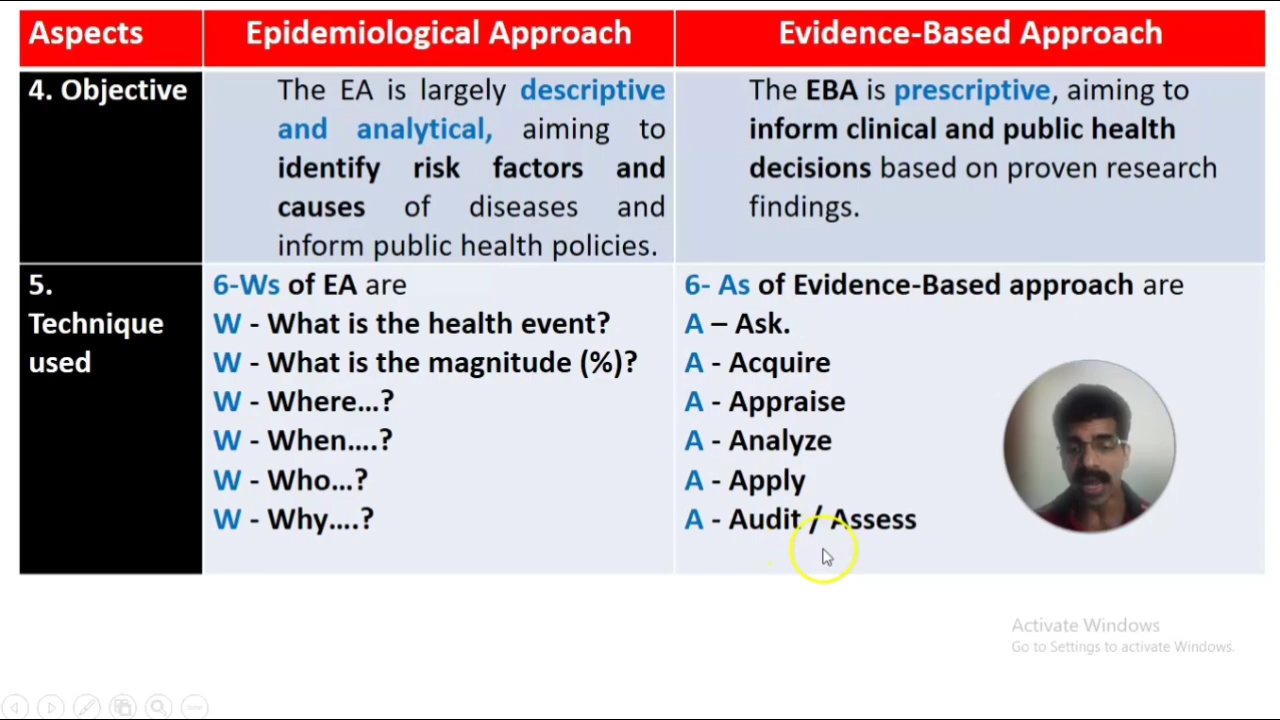 Aspects
Epidemiological Approach
Evidence-Based Approach
4. Objective
The EA is largely descriptive
and analytical, aiming to
identify risk factors and
causes of diseases and
inform public health policies.
The EBA is prescriptive, aiming to
inform clinical and public health
decisions based on proven research
findings.
5.
Technique
used
6-Ws of EA are
W - What is the health event?
W - What is the magnitude (%)?
W - Where...?
W - When....?
W - Who...?
W - Why....?
6- As of Evidence-Based approach are
A – Ask.
A - Acquire
A - Appraise
A - Analyze
A - Apply
A - Audit / Assess
Activate Windows
Go to Settings to activate Windows.